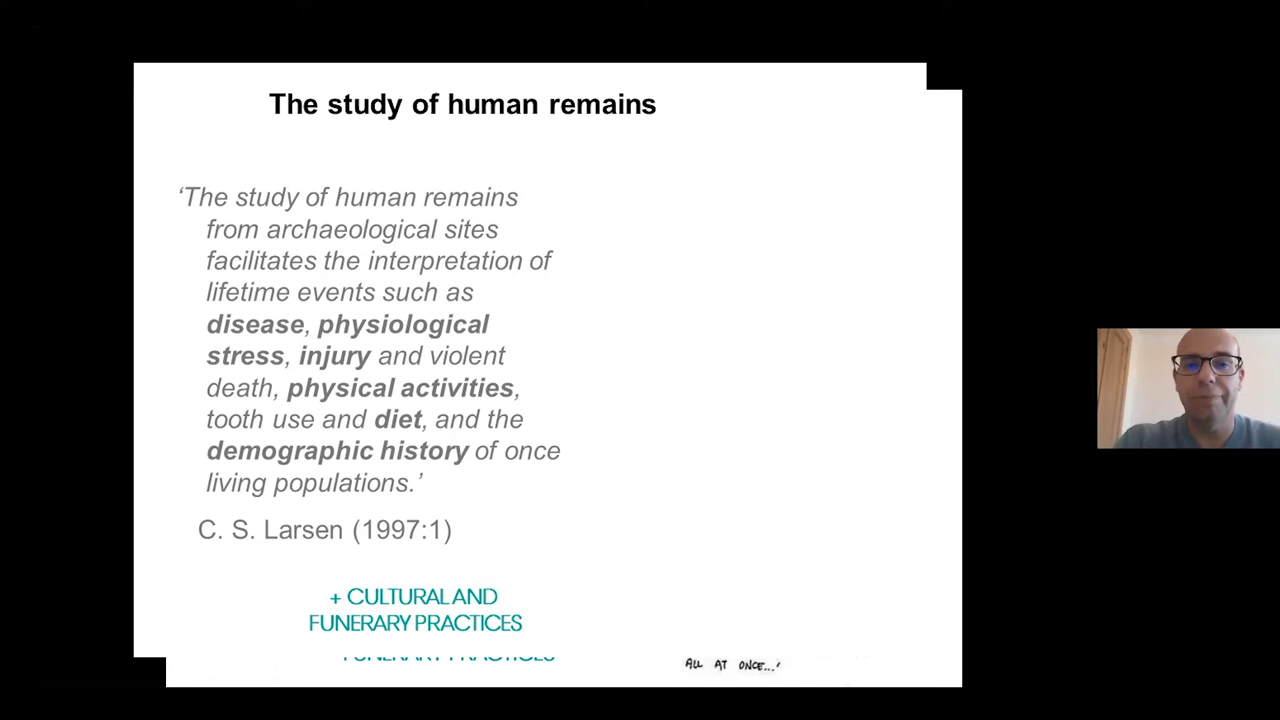 The study of human remains
‘The study of human remains
from archaeological sites
facilitates the interpretation of
lifetime events such as
disease, physiological
stress, injury and violent
death, physical activities,
tooth use and diet, and the
demographic history of once
living populations.’
C. S. Larsen (1997:1)
+ CULTURAL AND
FUNERARY PRACTICES
FUNERARY PRACTICES
ALL AT ONCE...’